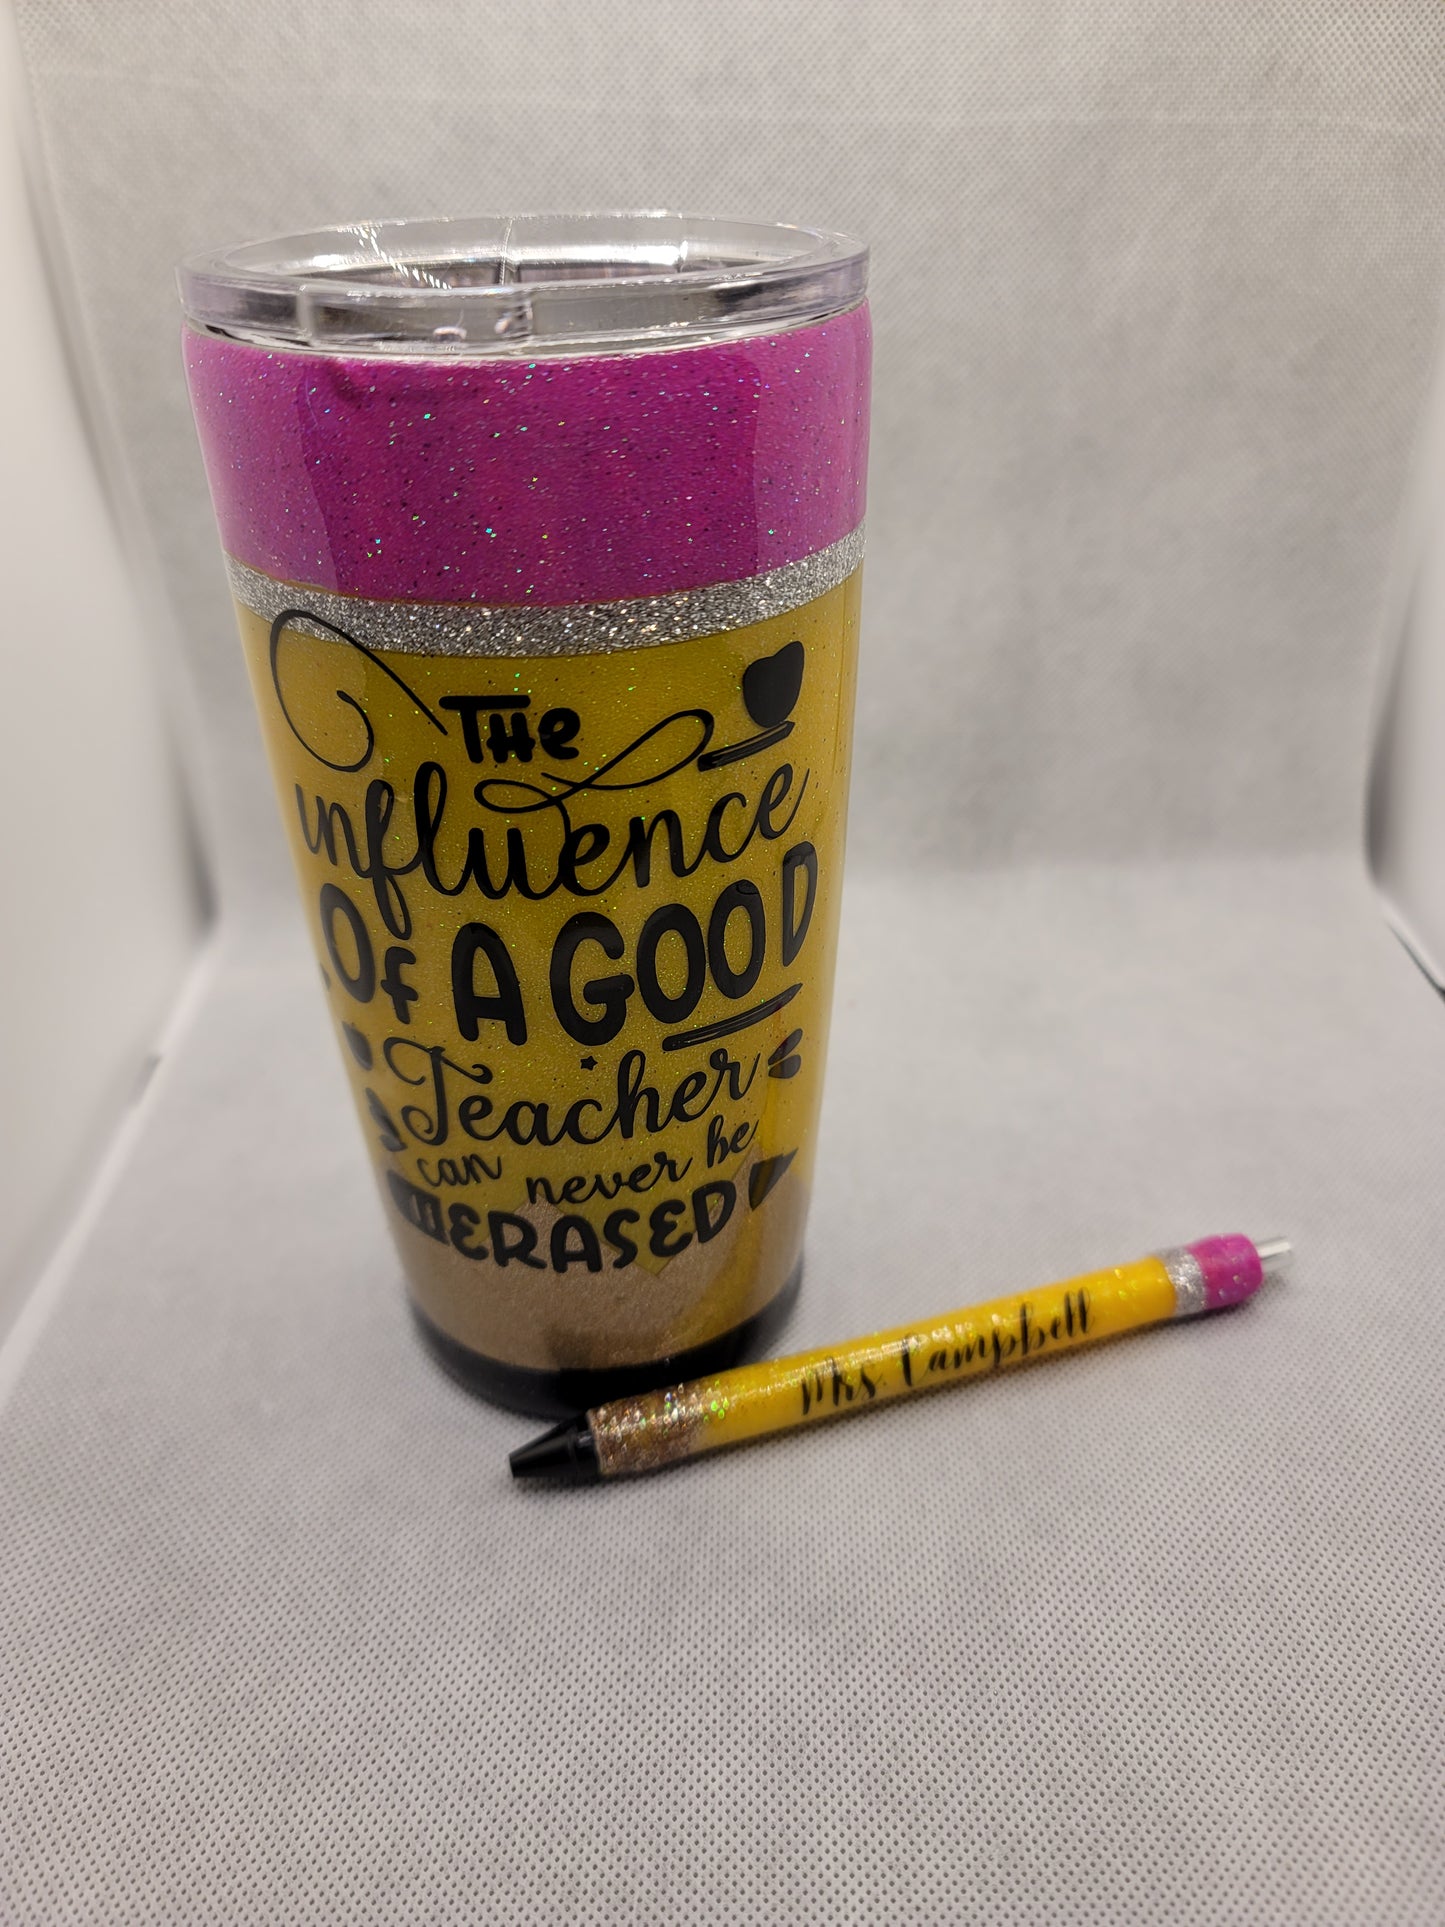 THe
influence
Of A GOOD
Teacher
can never be
ERASED
Mrs. Campbell